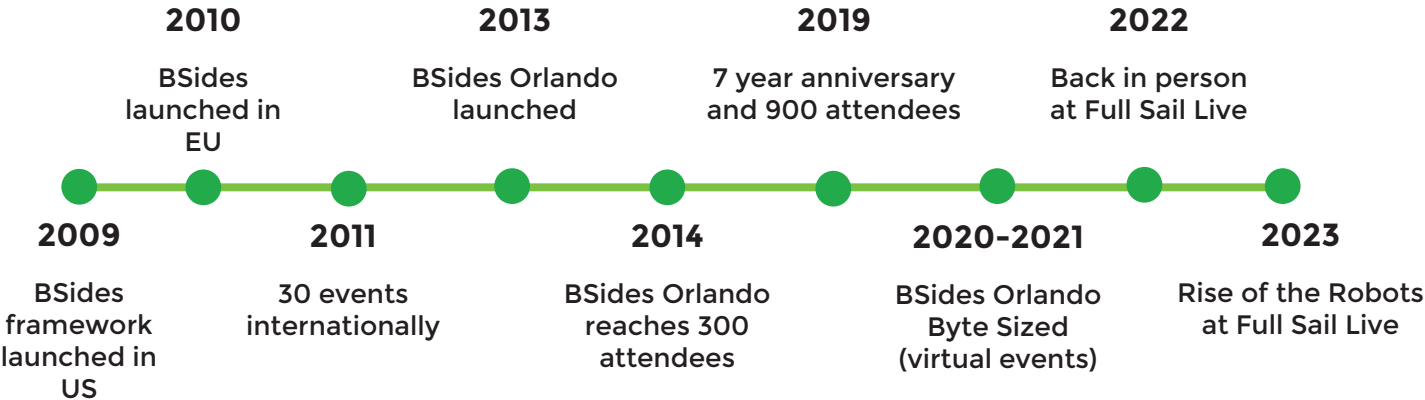 2010
BSides
launched in
EU
2013
BSides Orlando
launched
2019
7 year anniversary
and 900 attendees
2022
Back in person
at Full Sail Live
2009
BSides
framework
launched in
US
2011
30 events
internationally
2014
BSides Orlando
reaches 300
attendees
2020-2021
BSides Orlando
Byte Sized
(virtual events)
2023
Rise of the Robots
at Full Sail Live